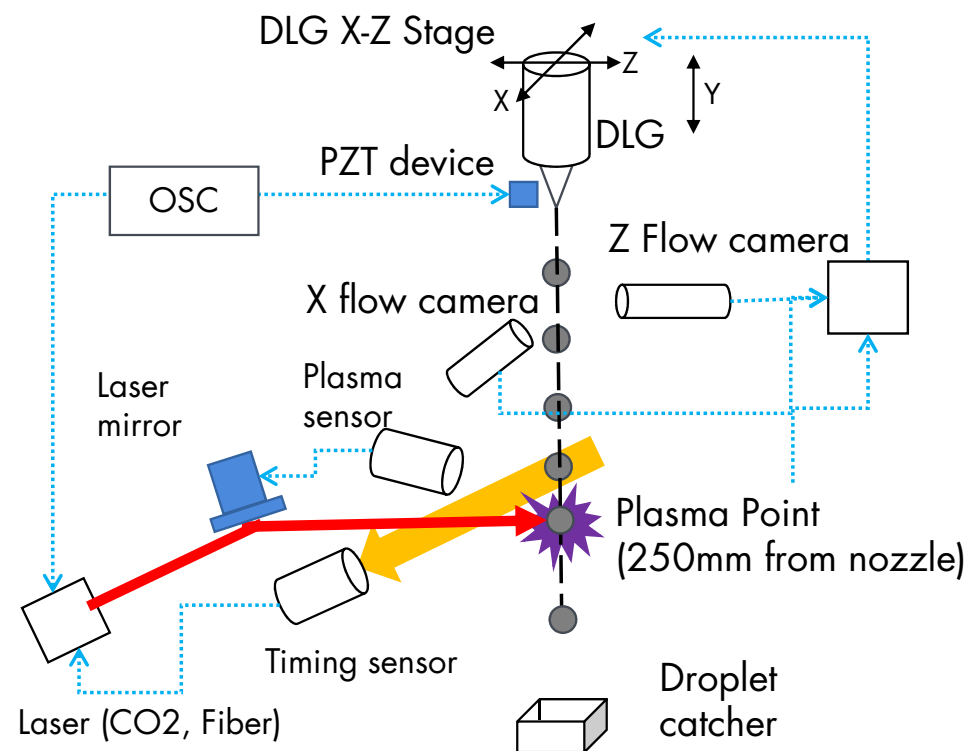 DLG X-Z Stage
Z
X
Y
DLG
PZT device
OSC
Z Flow camera
X flow camera
Plasma
sensor
Laser
mirror
Plasma Point
(250mm from nozzle)
Timing sensor
Laser (CO2, Fiber)
Droplet
catcher